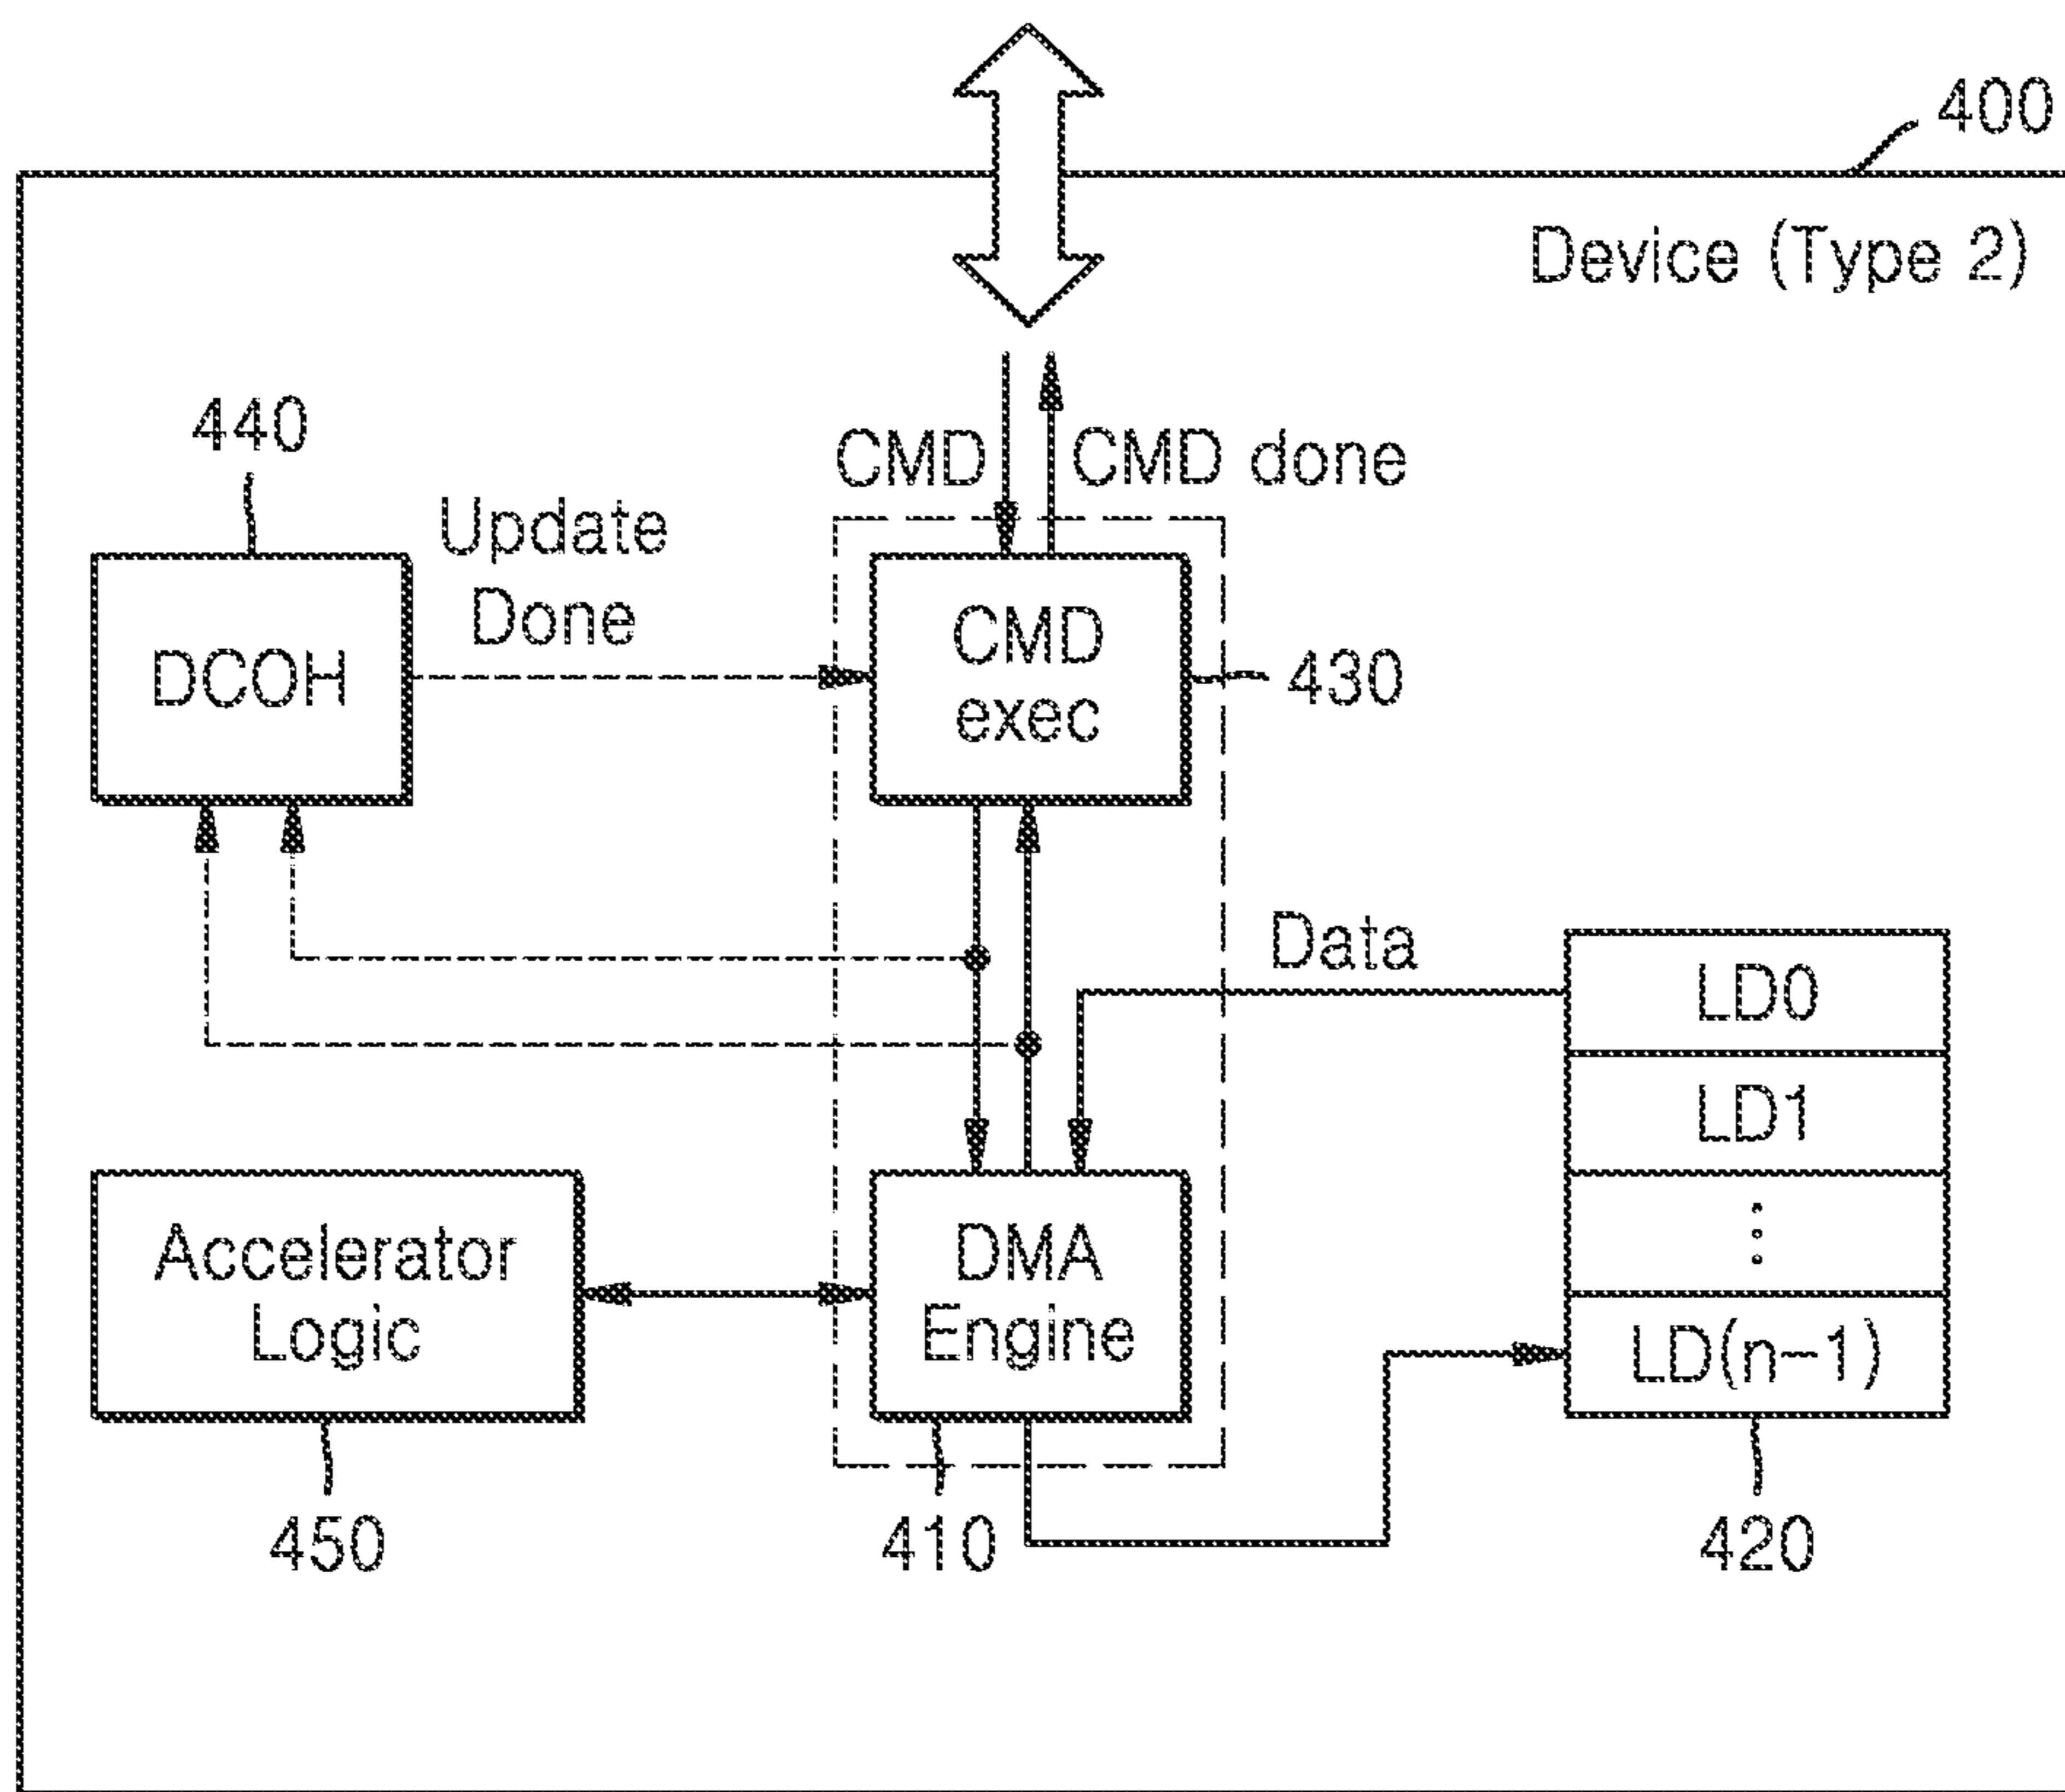 400
Device (Type 2)
440
CMD
CMD done
Update
Done
DCOH
CMD
exec
430
Data
LD0
LD1
⋮
LD(n-1)
Accelerator
Logic
DMA
Engine
450
410
420